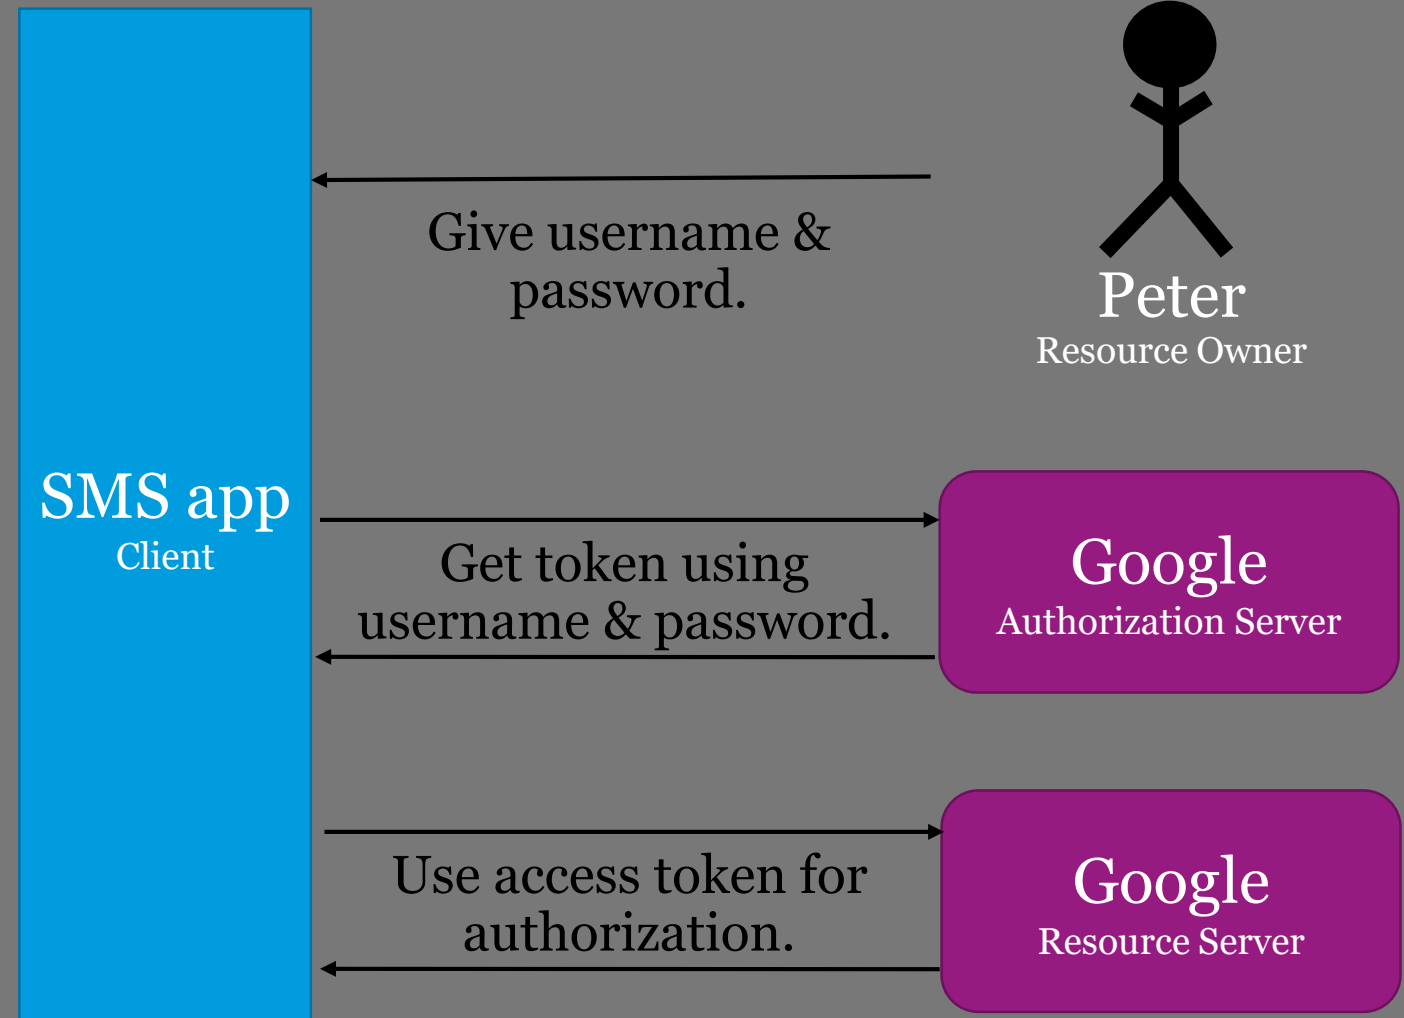 Give username &
password.
Peter
Resource Owner
SMS app
Client
Get token using
username & password.
Google
Authorization Server
Use access token for
authorization.
Google
Resource Server